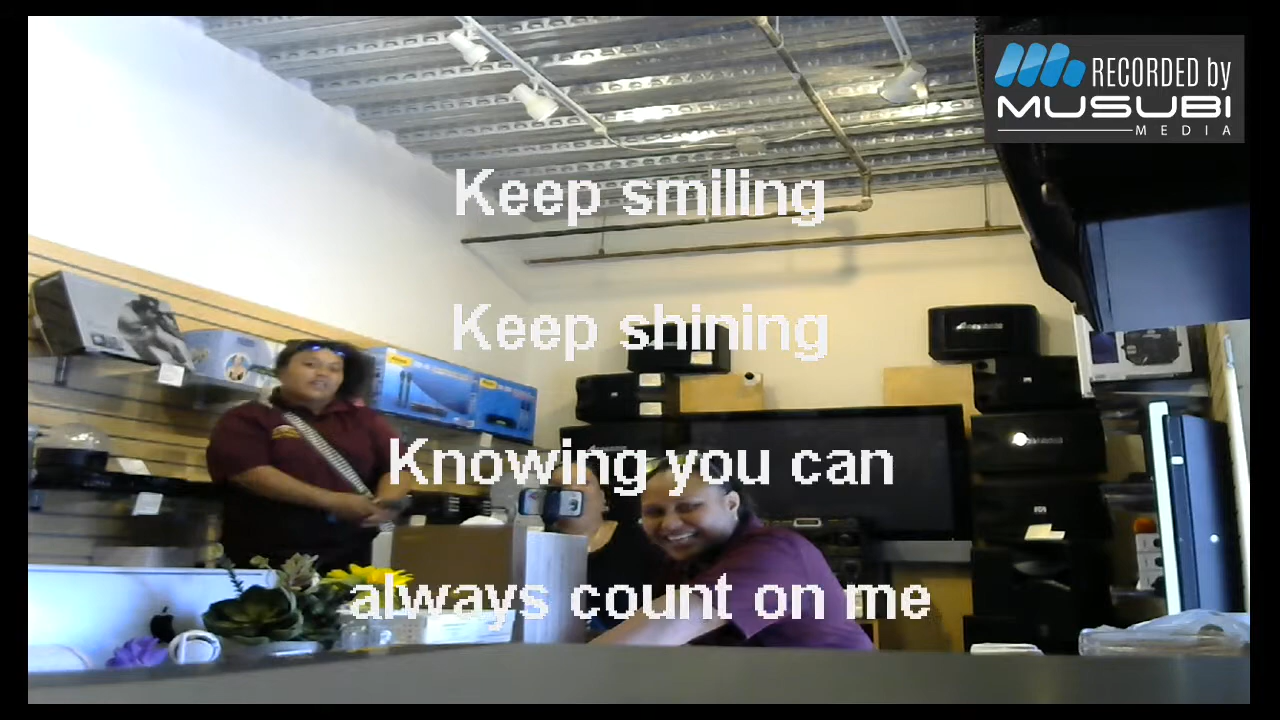 RECORDED by
MUSUBI
MEDIA
Keep smiling
Keep shining
Knowing you can
always count on me